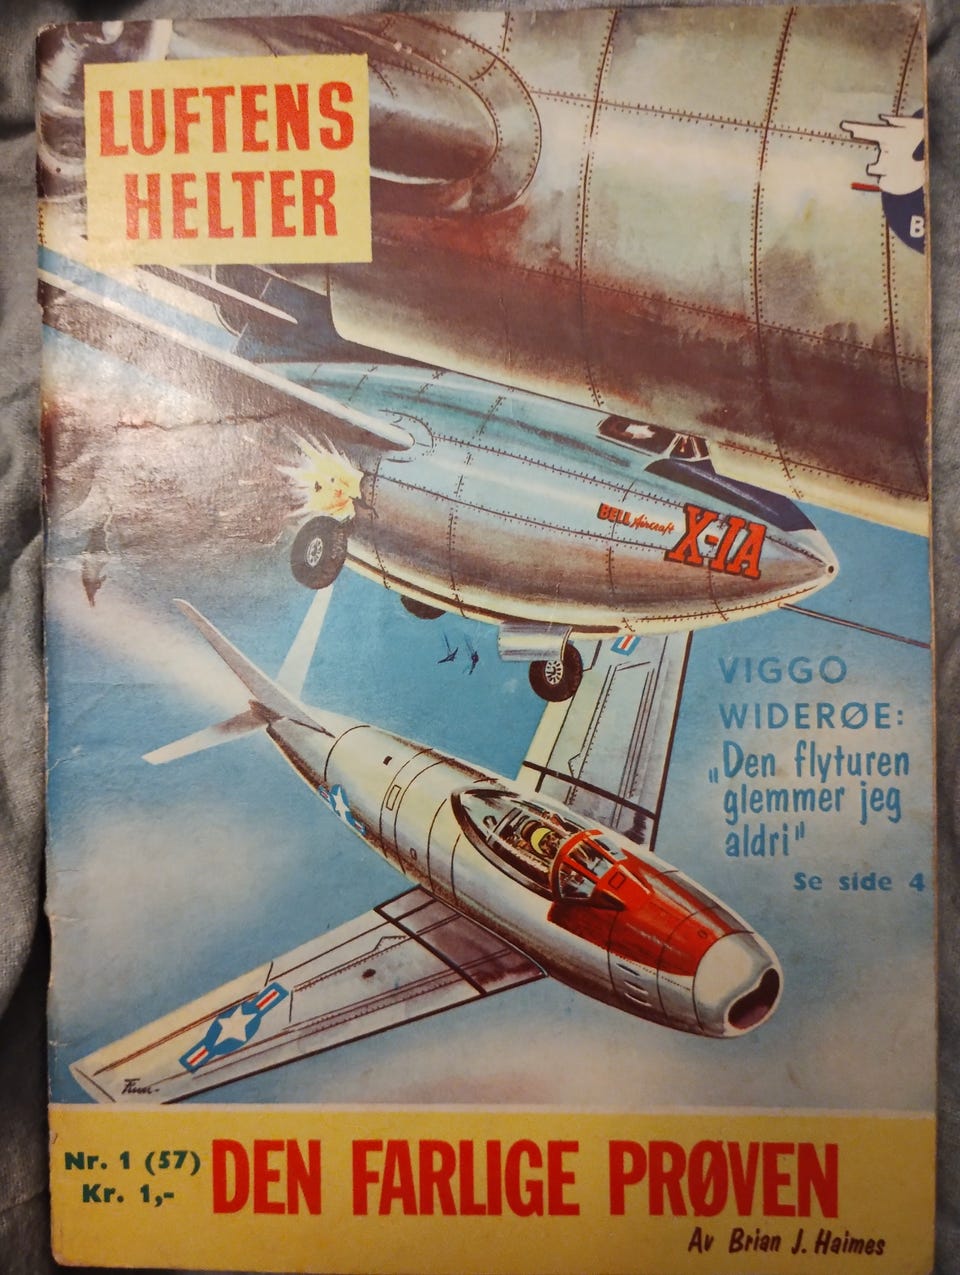 LUFTENS
HELTER
B
BELL Aircraft
X-1A
VIGGO
WIDERØE:
„Den flyturen
glemmer jeg
aldri"
Se side 4
Nr. 1 (57)
Kr. 1,-
DEN FARLIGE PRØVEN
Av Brian J. Haimes